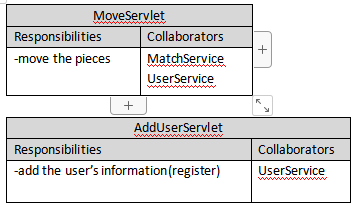 MoveServlet
Responsibilities Collaborators
-move the pieces MatchService
UserService
AddUserServlet
Responsibilities Collaborators
-add the user's information(register) UserService